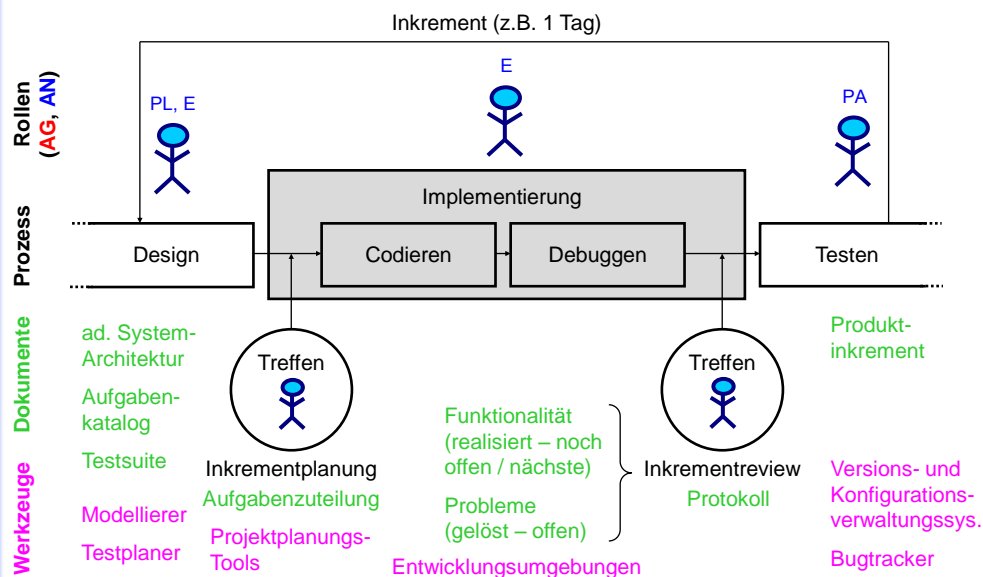 Inkrement (z.B. 1 Tag)
Rollen
(AG, AN)
PL, E
E
PA
Prozess
Implementierung
Design
Codieren
Debuggen
Testen
Dokumente
ad. System-
Architektur
Aufgaben-
katalog
Testsuite
Treffen
Inkrementplanung
Aufgabenzuteilung
Funktionalität
(realisiert – noch
offen / nächste)
Probleme
(gelöst – offen)
Treffen
Inkrementreview
Protokoll
Produkt-
inkrement
Werkzeuge
Modellierer
Testplaner
Projektplanungs-
Tools
Entwicklungsumgebungen
Versions- und
Konfigurations-
verwaltungssys.
Bugtracker